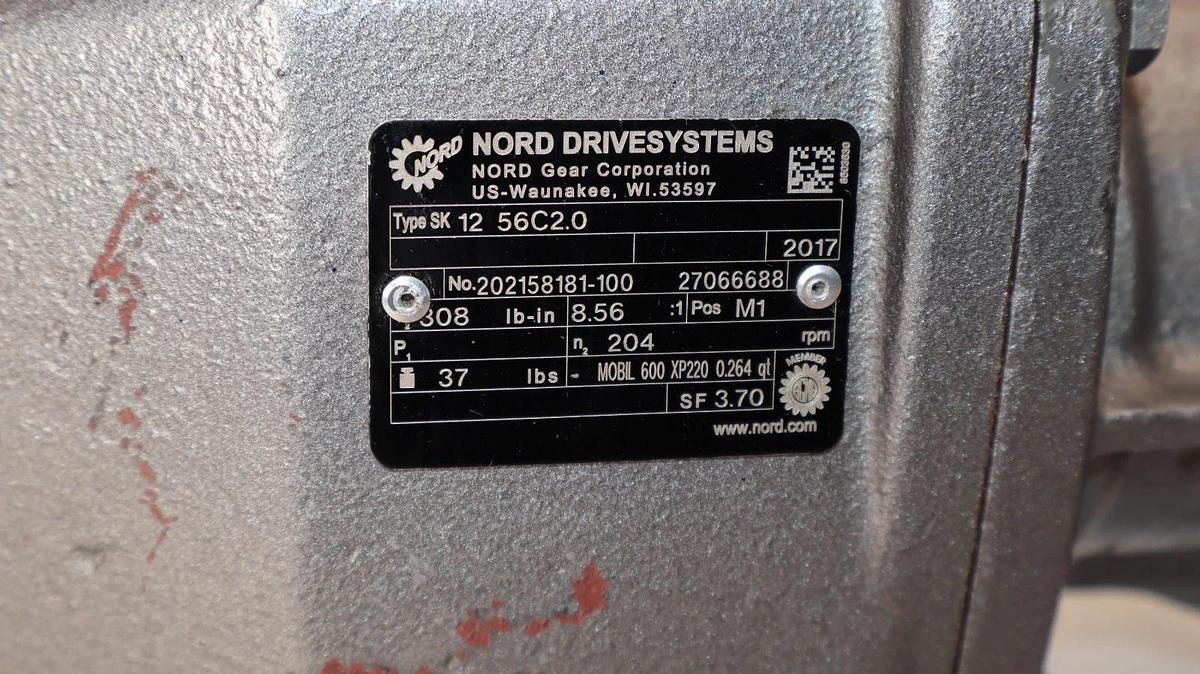 NORD
NORD DRIVESYSTEMS
NORD Gear Corporation
US-Waunakee, WI.53597
Type SK 12 56C2.0
2017
No.202158181-100 27066688
308 lb-in 8.56 :1 Pos M1
P₁ n₂ 204 rpm
37 lbs - MOBIL 600 XP220 0.264 qt
MEMBER
SF 3.70
www.nord.com